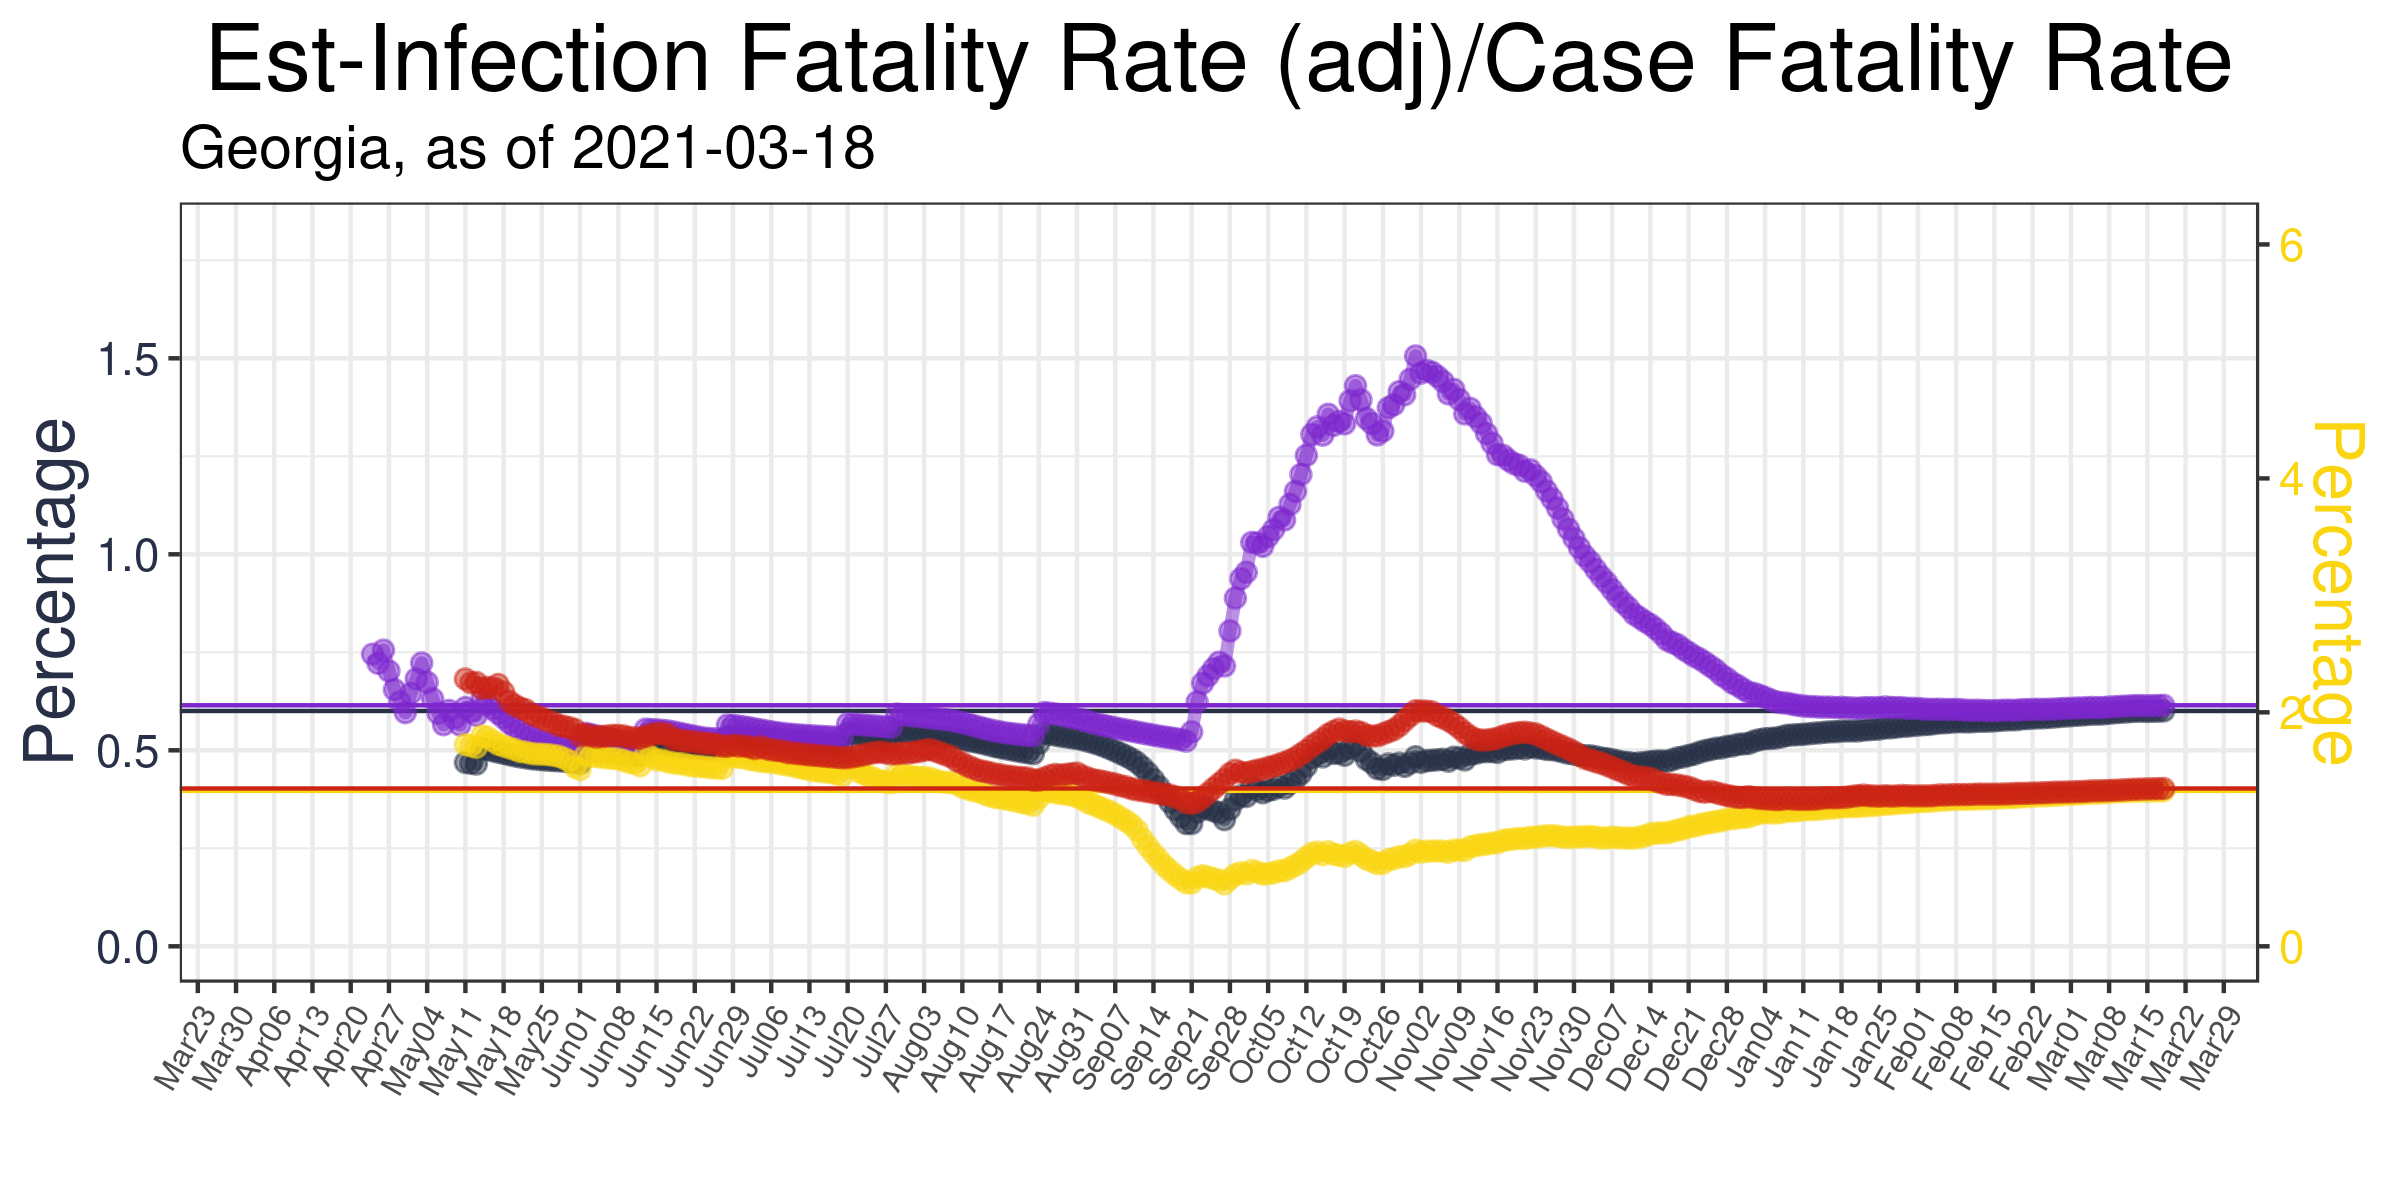 Est-Infection Fatality Rate (adj)/Case Fatality Rate
Georgia, as of 2021-03-18
Percentage
1.5
1.0
0.5
0.0
6
4
2
0
Percentage
Mar23 Mar30 Apr06 Apr13 Apr20 Apr27 May04 May11 May18 May25 Jun01 Jun08 Jun15 Jun22 Jun29 Jul06 Jul13 Jul20 Jul27 Aug03 Aug10 Aug17 Aug24 Aug31 Sep07 Sep14 Sep21 Sep28 Oct05 Oct12 Oct19 Oct26 Nov02 Nov09 Nov16 Nov23 Nov30 Dec07 Dec14 Dec21 Dec28 Jan04 Jan11 Jan18 Jan25 Feb01 Feb08 Feb15 Feb22 Mar01 Mar08 Mar15 Mar22 Mar29